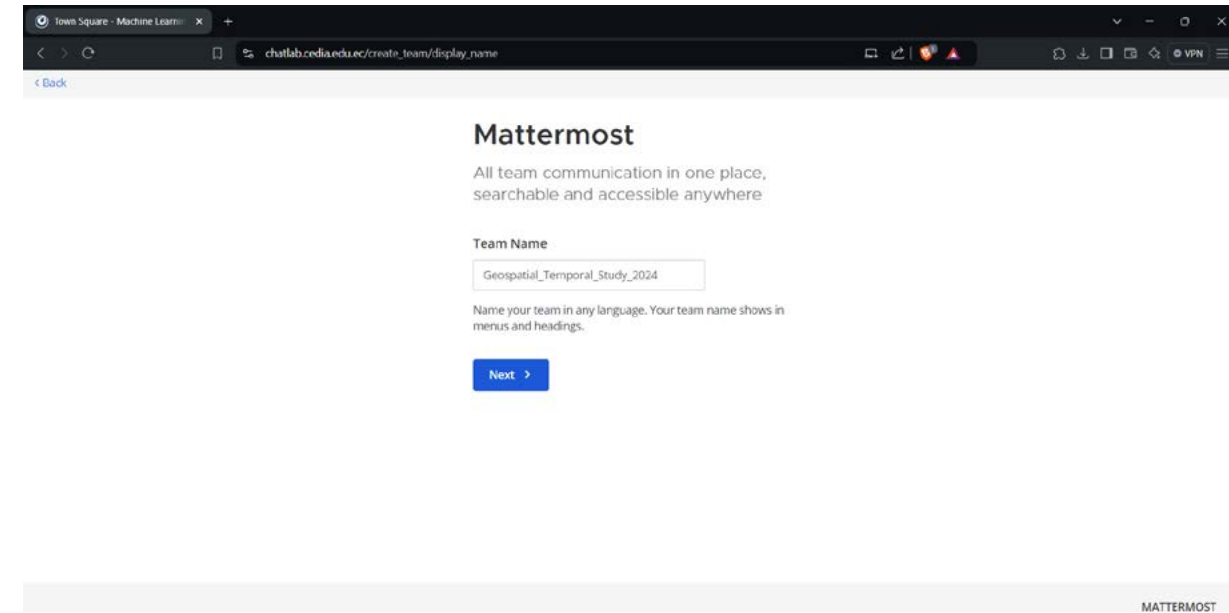 Town Square - Machine Learnin
chatlab.cedia.edu.ec/create_team/display_name
VPN
< Back
Mattermost
All team communication in one place,
searchable and accessible anywhere
Team Name
Geospatial_Temporal_Study_2024
Name your team in any language. Your team name shows in
menus and headings.
Next >
MATTERMOST